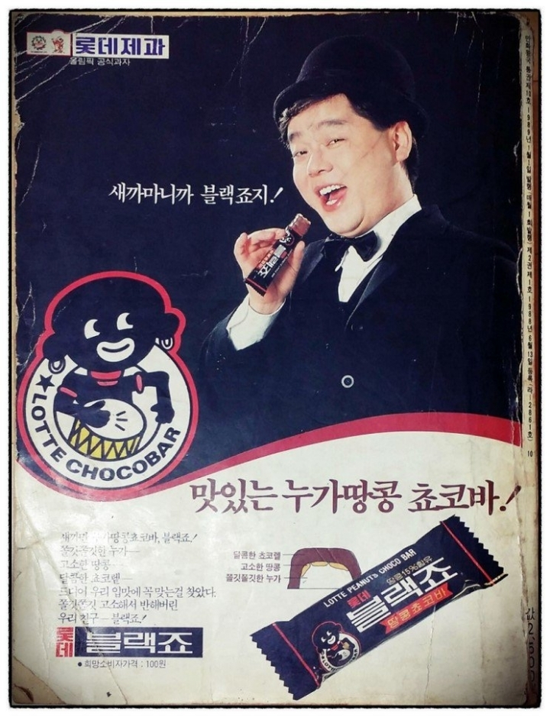 롯데제과
올림픽 공식과자
새까마니까 블랙죠지!
블랙죠
★LOTTE CHOCOBAR
맛있는 누가땅콩 쵸코바!
쫄깃쫄깃한 누가—
고소한 땅콩—
달콤한 쵸코렡—
드디어 우리 입맛에 꼭 맞는걸 찾았다.
쫄깃쫄깃 고소해서 반해버린
우리 친구— 블랙죠!
롯데 블랙죠
● 희망소비자가격 : 100원
달콤한 쵸코렡
고소한 땅콩
쫄깃쫄깃한 누가
LOTTE PEANUTS CHOCO BAR
땅콩 15% 함유
롯데
블랙죠
땅콩쵸코바